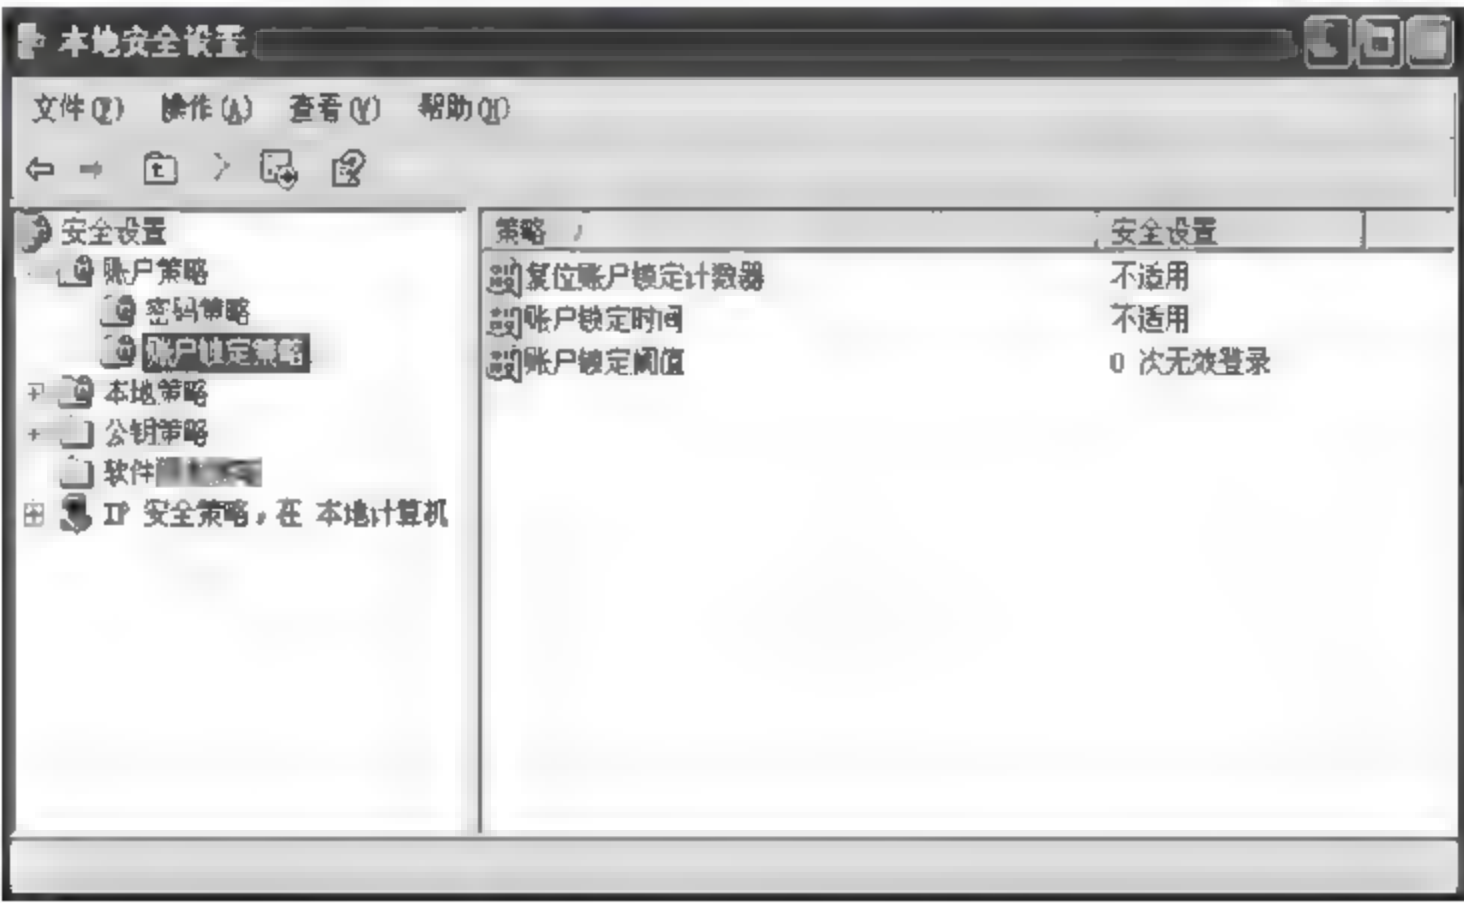 本地安全设置
文件(F) 操作(A) 查看(V) 帮助(H)
安全设置
账户策略
密码策略
账户锁定策略
本地策略
公钥策略
软件
IP 安全策略，在 本地计算机
策略 安全设置
复位账户锁定计数器 不适用
账户锁定时间 不适用
账户锁定阈值 0 次无效登录